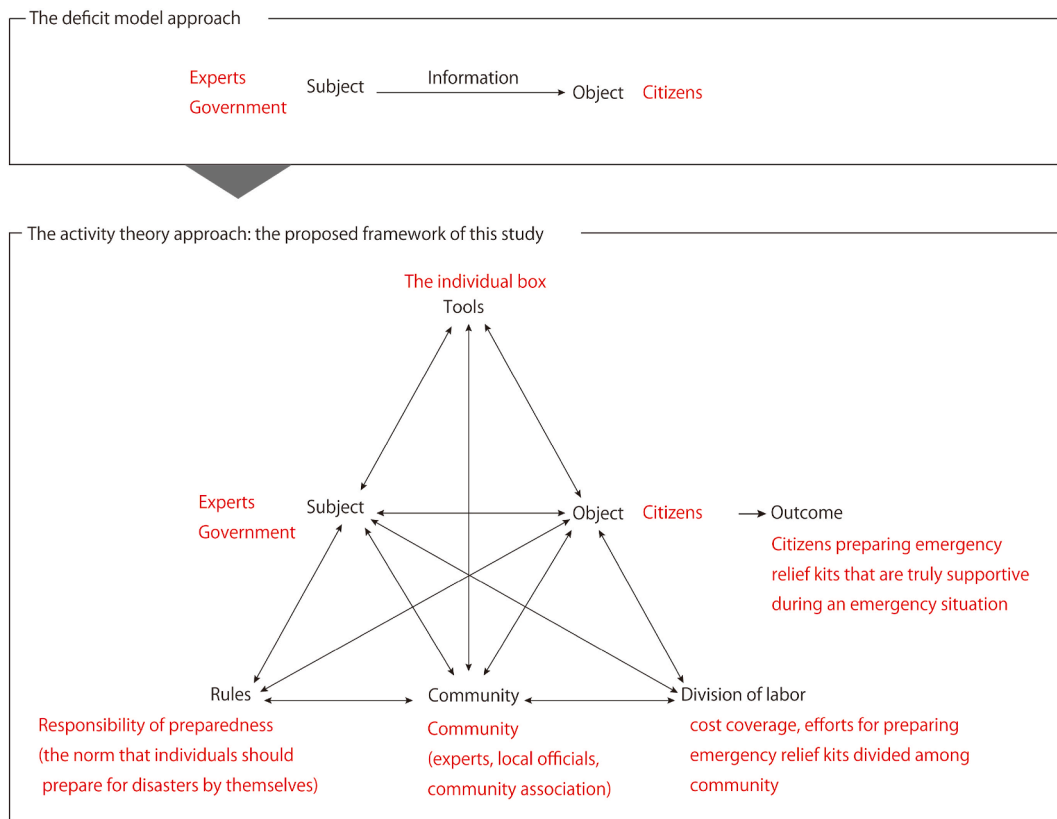 The deficit model approach
Experts
Government
Subject
Information
Object
Citizens
The activity theory approach: the proposed framework of this study
The individual box
Tools
Experts
Government
Subject
Object
Citizens
Outcome
Citizens preparing emergency
relief kits that are truly supportive
during an emergency situation
Rules
Responsibility of preparedness
(the norm that individuals should
prepare for disasters by themselves)
Community
Community
(experts, local officials,
community association)
Division of labor
cost coverage, efforts for preparing
emergency relief kits divided among
community